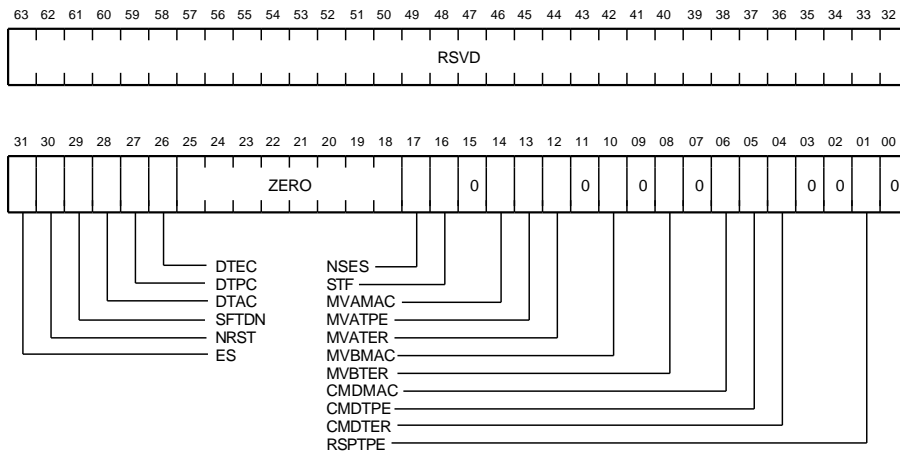 63 62 61 60 59 58 57 56 55 54 53 52 51 50 49 48 47 46 45 44 43 42 41 40 39 38 37 36 35 34 33 32
RSVD
31 30 29 28 27 26 25 24 23 22 21 20 19 18 17 16 15 14 13 12 11 10 09 08 07 06 05 04 03 02 01 00
ZERO 0 0 0 0 0 0 0
DTEC NSES
DTPC STF
DTAC MVAMAC
SFTDN MVATPE
NRST MVATER
ES MVBMAC
MVBTER
CMDMAC
CMDTPE
CMDTER
RSPTPE